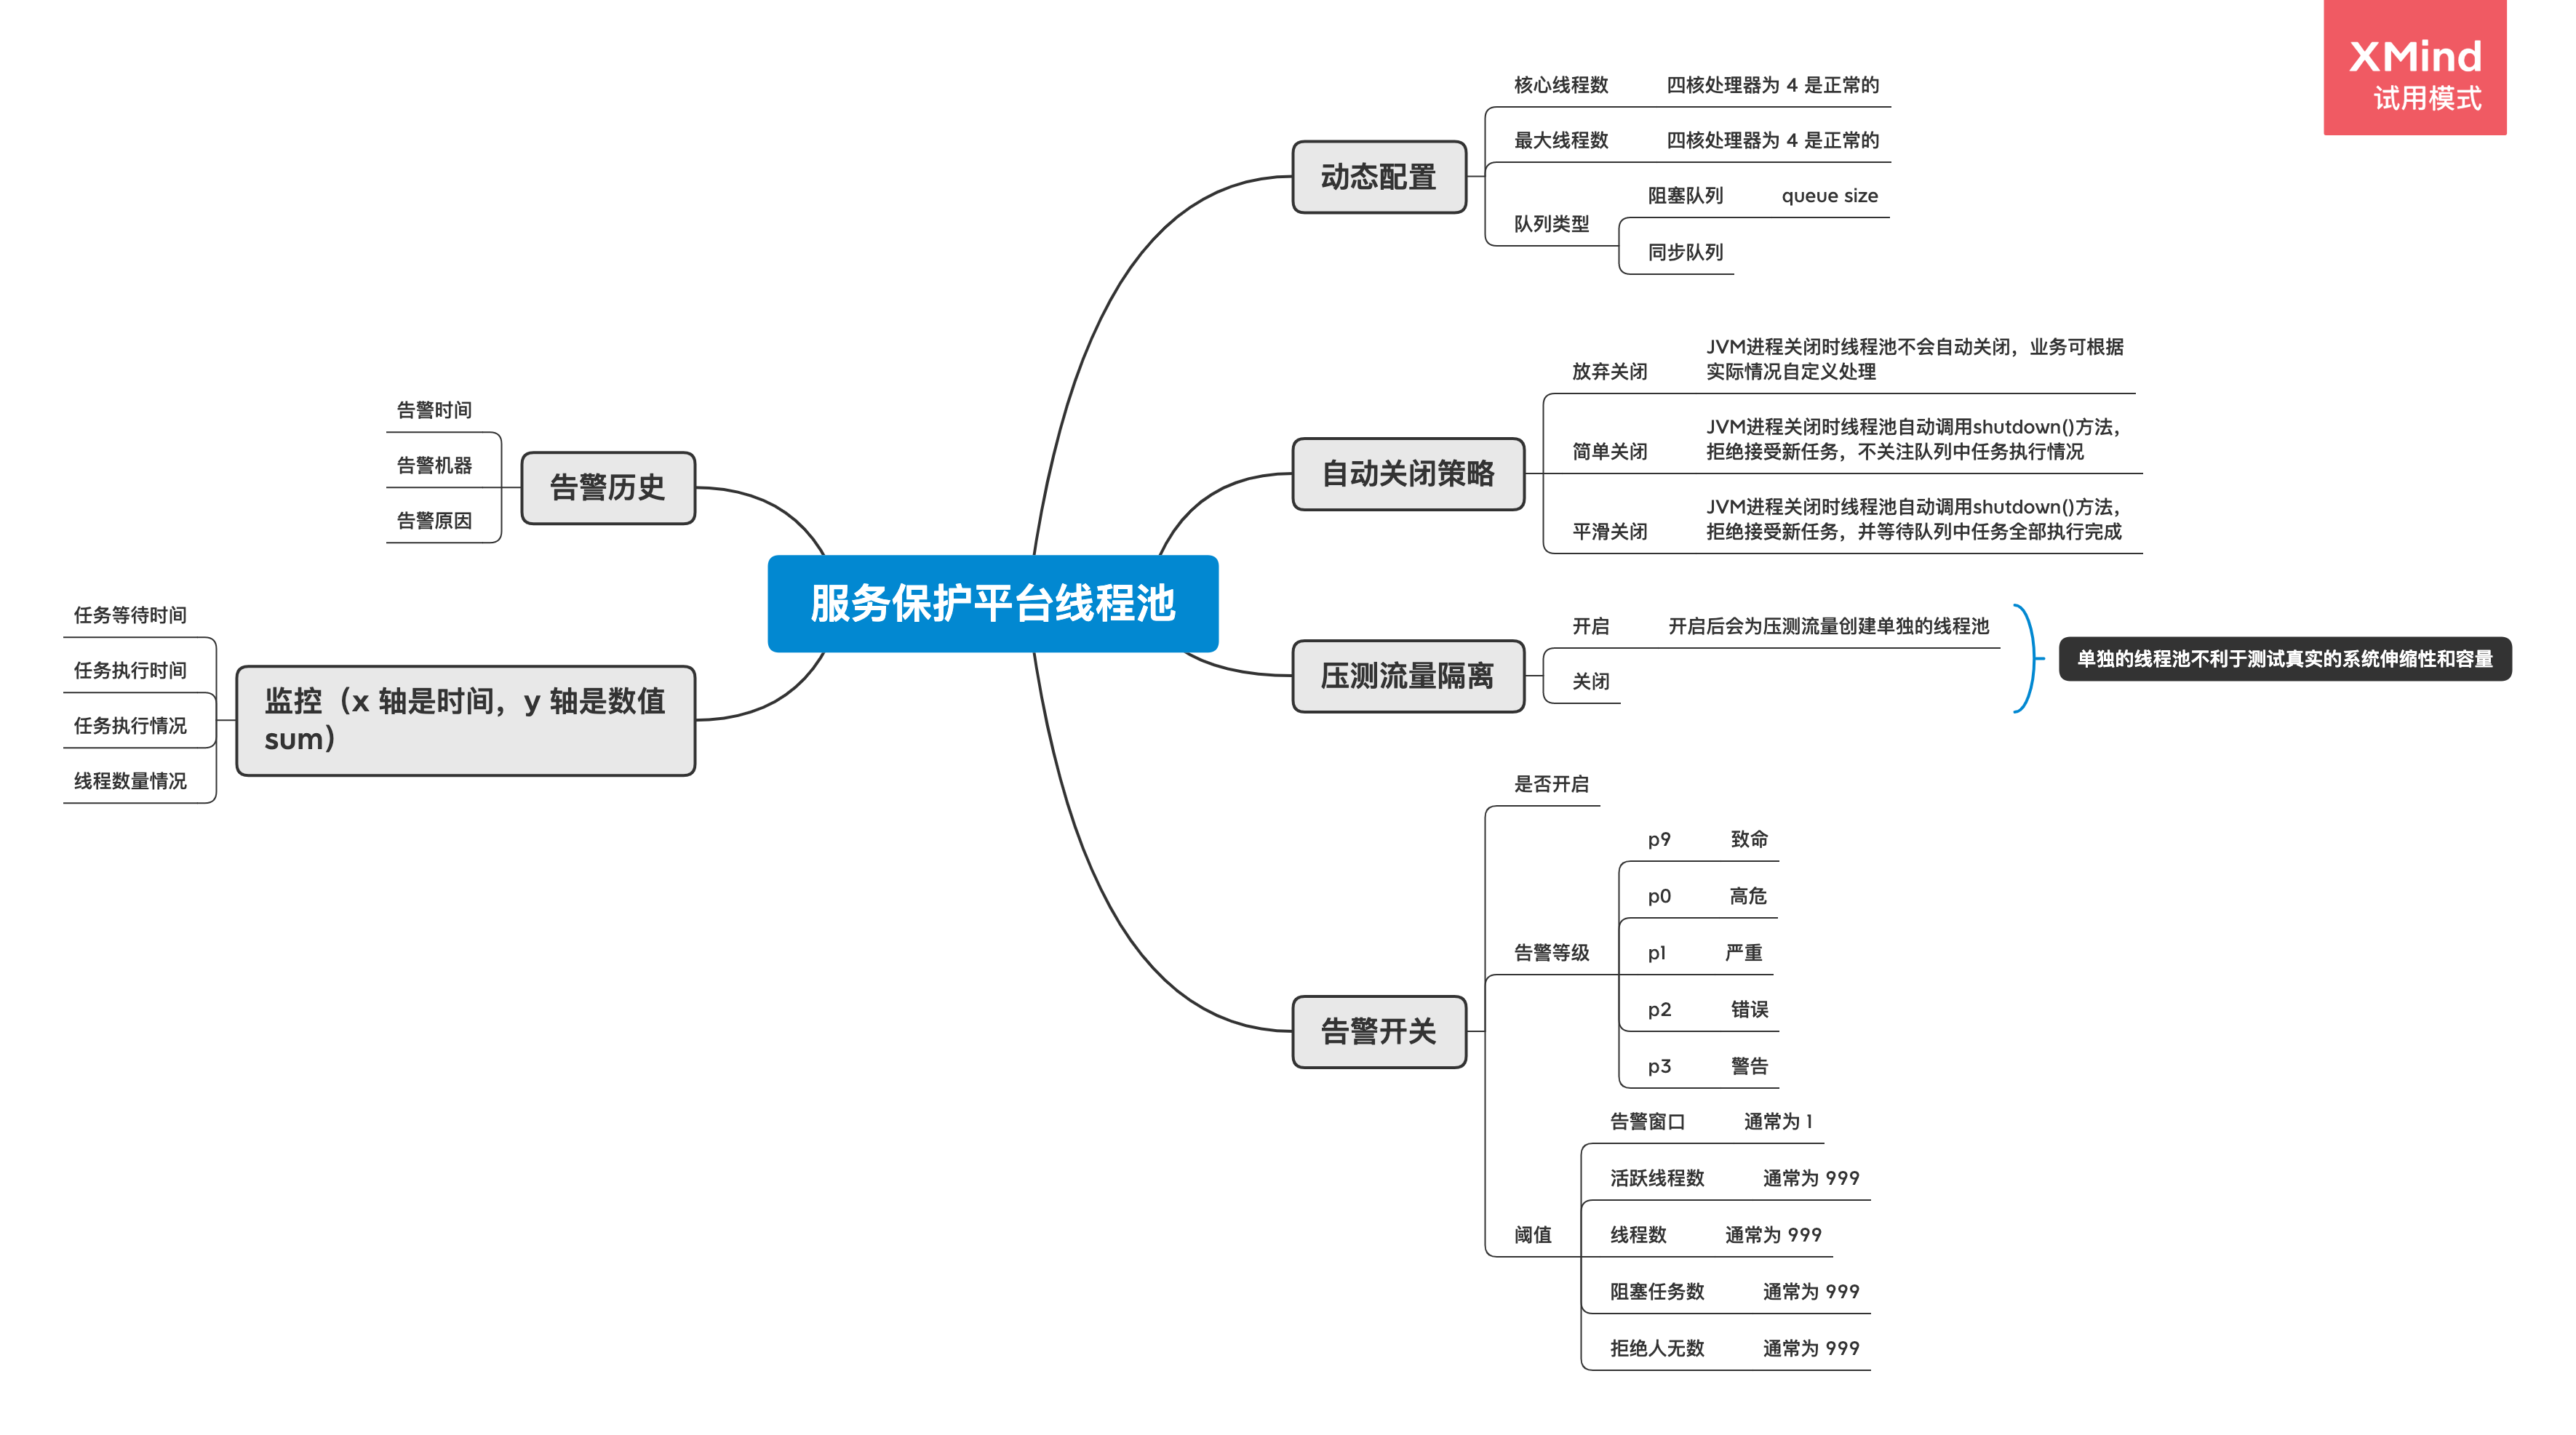 XMind
试用模式
服务保护平台线程池
动态配置
核心线程数
四核处理器为 4 是正常的
最大线程数
四核处理器为 4 是正常的
队列类型
阻塞队列
queue size
同步队列
自动关闭策略
放弃关闭
JVM进程关闭时线程池不会自动关闭，业务可根据
实际情况自定义处理
简单关闭
JVM进程关闭时线程池自动调用shutdown()方法，
拒绝接受新任务，不关注队列中任务执行情况
平滑关闭
JVM进程关闭时线程池自动调用shutdown()方法，
拒绝接受新任务，并等待队列中任务全部执行完成
压测流量隔离
开启
开启后会为压测流量创建单独的线程池
关闭
单独的线程池不利于测试真实的系统伸缩性和容量
告警开关
是否开启
告警等级
p9
致命
p0
高危
p1
严重
p2
错误
p3
警告
阈值
告警窗口
通常为 1
活跃线程数
通常为 999
线程数
通常为 999
阻塞任务数
通常为 999
拒绝人无数
通常为 999
告警历史
告警时间
告警机器
告警原因
监控（x 轴是时间，y 轴是数值
sum）
任务等待时间
任务执行时间
任务执行情况
线程数量情况